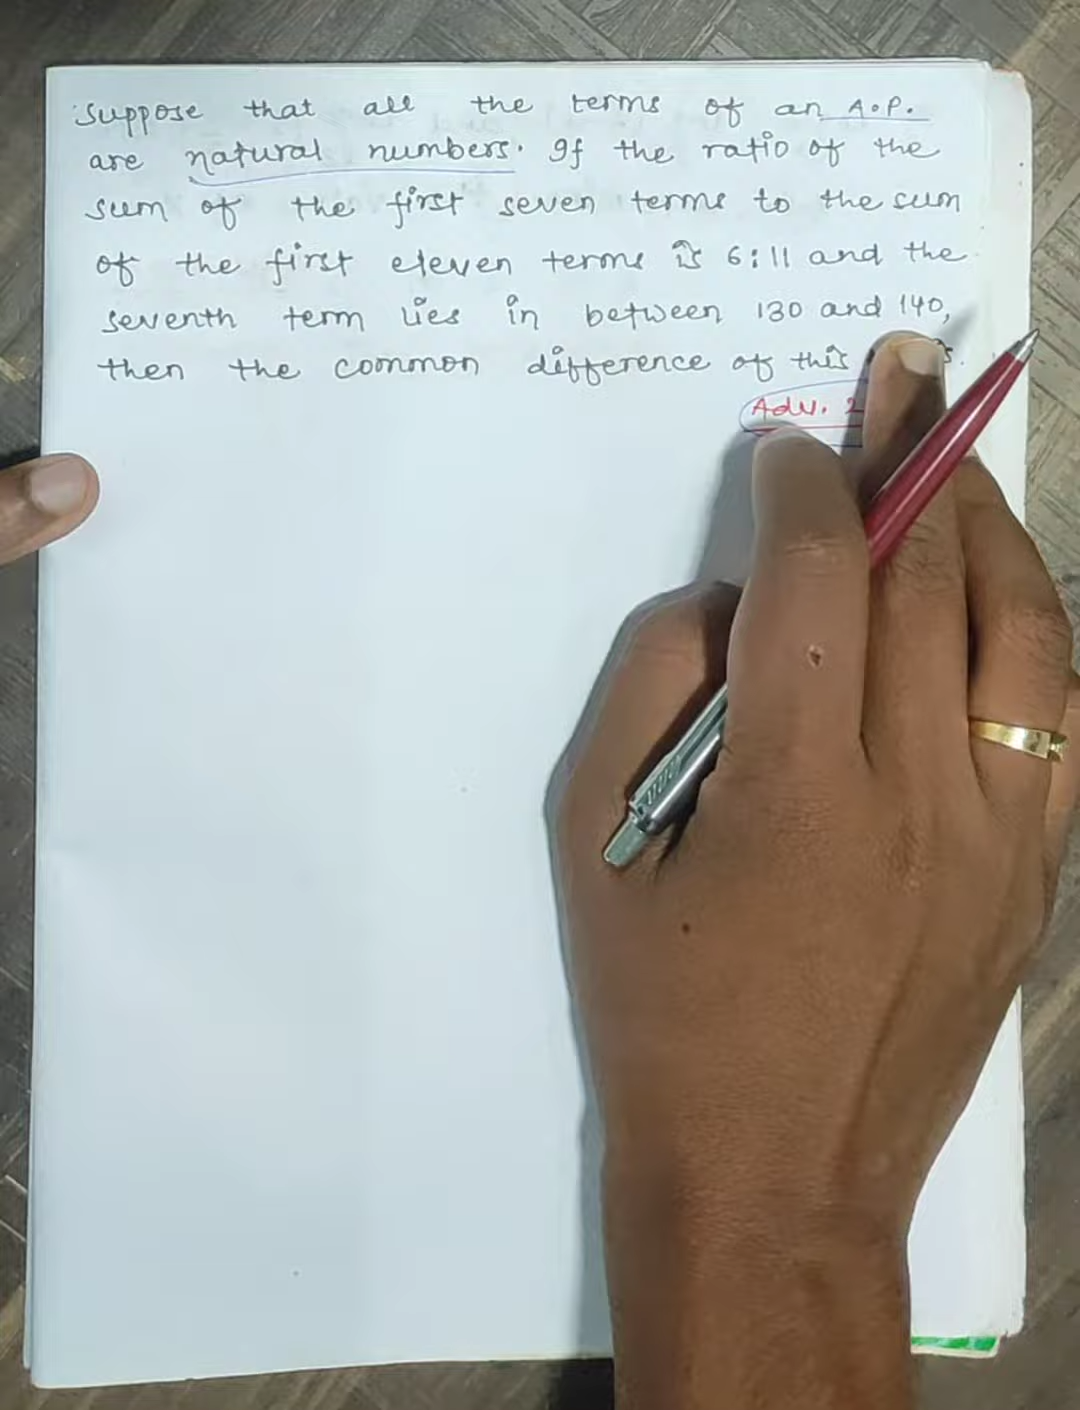 Suppose that all the terms of an A.P.
are natural numbers. If the ratio of the
sum of the first seven terms to the sum
of the first eleven terms is 6:11 and the
seventh term lies in between 130 and 140,
then the common difference of this
Adv. 2